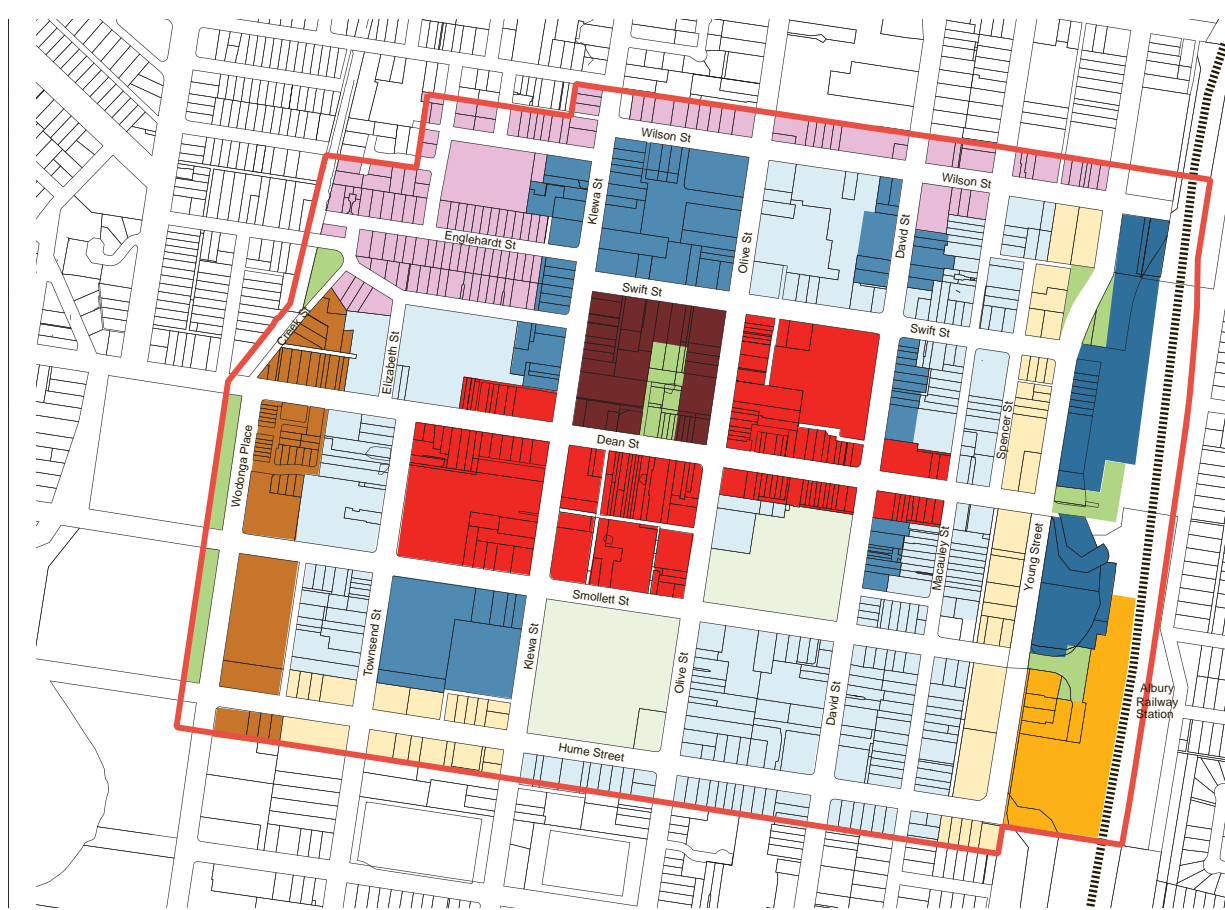 Wilson St
Wilson St
Klewa St
Englehardt St
Olive St
David St
Swift St
Swift St
Creek St
Elizabeth St
Dean St
Spencer St
Wodonga Place
Macauley St
Young Street
Smollett St
Townsend St
Klewa St
Olive St
David St
Albury
Railway
Station
Hume Street